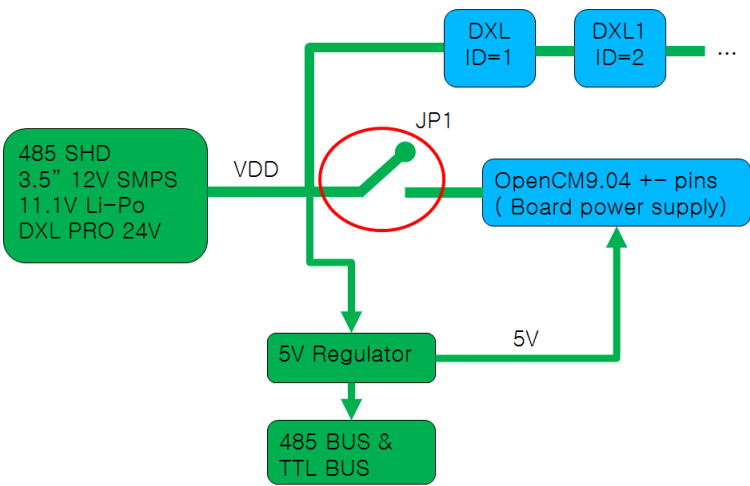 DXL
ID=1
DXL1
ID=2
...
JP1
VDD
485 SHD
3.5” 12V SMPS
11.1V Li-Po
DXL PRO 24V
OpenCM9.04 +- pins
( Board power supply)
5V
5V Regulator
485 BUS &
TTL BUS